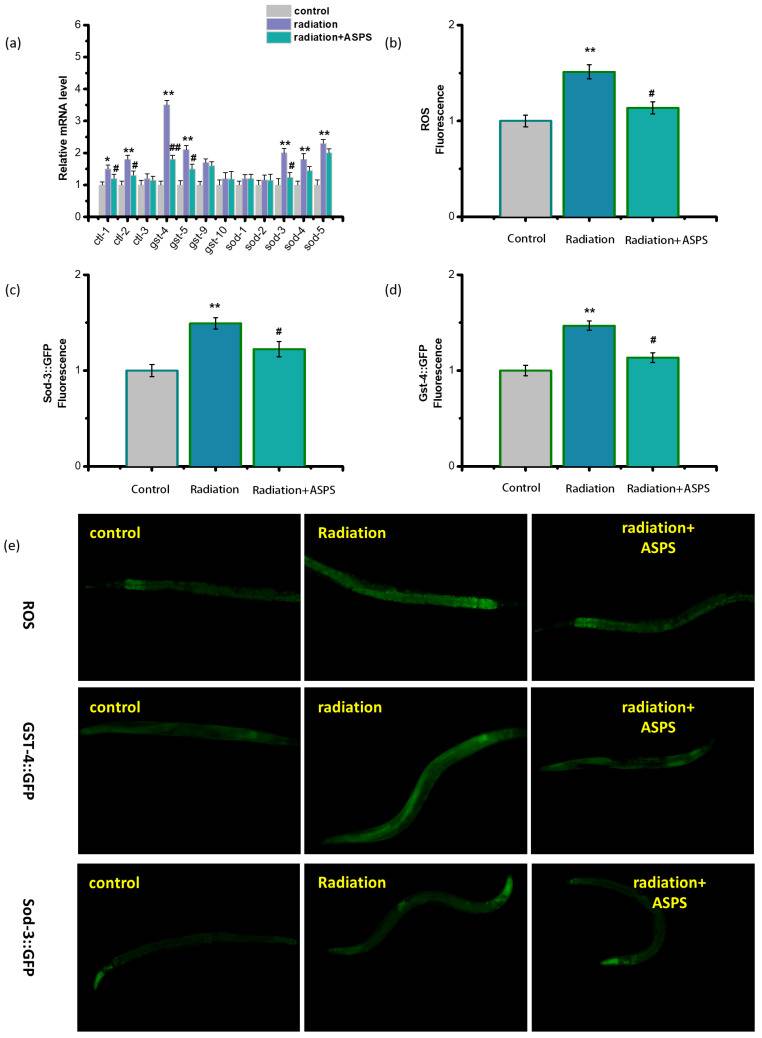 (a)
control
radiation
radiation+ASPS
Relative mRNA level
6
5
4
3
2
1
0
* # ** # ** ## ** # ** # ** **
ctl-1 ctl-2 ctl-3 gst-4 gst-5 gst-9 gst-10 sod-1 sod-2 sod-3 sod-4 sod-5
(b)
ROS
Fluorescence
2
1
0
** #
Control Radiation Radiation+ASPS
(c)
Sod-3::GFP
Fluorescence
2
1
0
** #
Control Radiation Radiation+ASPS
(d)
Gst-4::GFP
Fluorescence
2
1
0
** #
Control Radiation Radiation+ASPS
(e)
ROS
control
Radiation
radiation+
ASPS
GST-4::GFP
control
radiation
radiation+
ASPS
Sod-3::GFP
control
Radiation
radiation+
ASPS